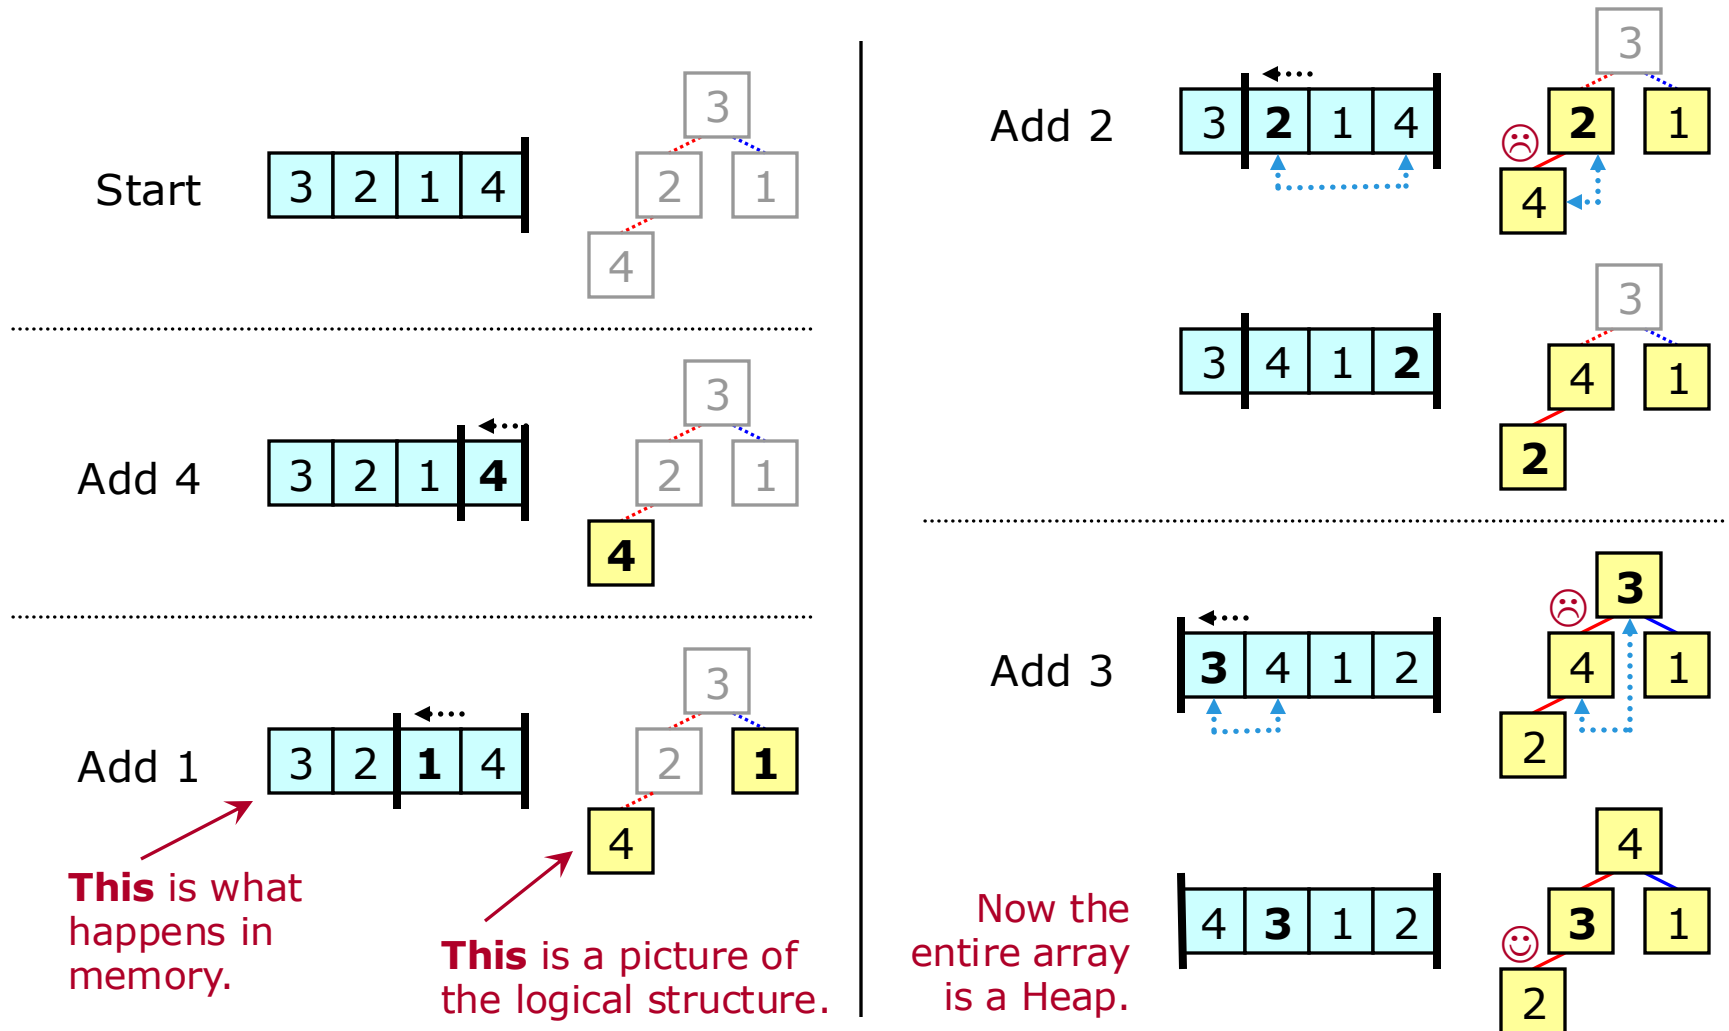 Start
3 2 1 4
3
2 1
4
Add 4
3 2 1 4
3
2 1
4
Add 1
3 2 1 4
3
2 1
4
This is what
happens in
memory.
This is a picture of
the logical structure.
Add 2
3 2 1 4
3
2 1
4
3 4 1 2
3
4 1
2
Add 3
3 4 1 2
3
4 1
2
Now the
entire array
is a Heap.
4 3 1 2
4
3 1
2